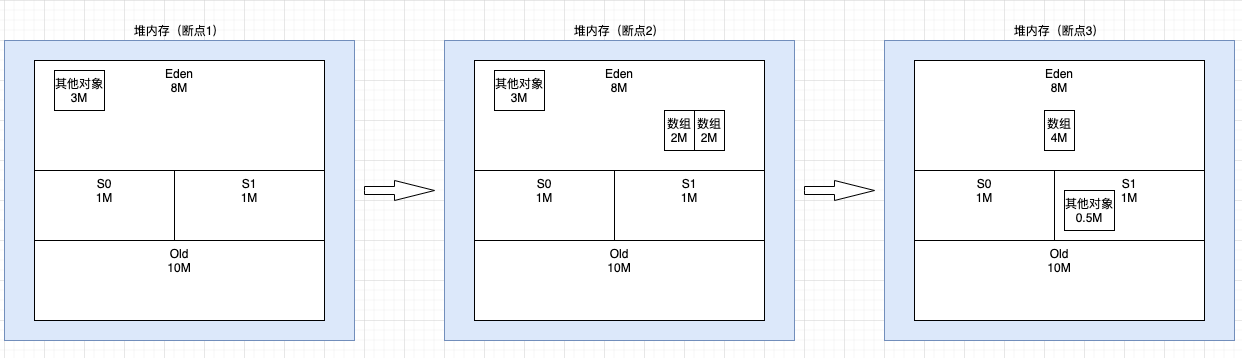 堆内存（断点1）
Eden
8M
其他对象
3M
S0
1M
S1
1M
Old
10M
堆内存（断点2）
Eden
8M
其他对象
3M
数组
2M
数组
2M
S0
1M
S1
1M
Old
10M
堆内存（断点3）
Eden
8M
数组
4M
S0
1M
S1
1M
其他对象
0.5M
Old
10M